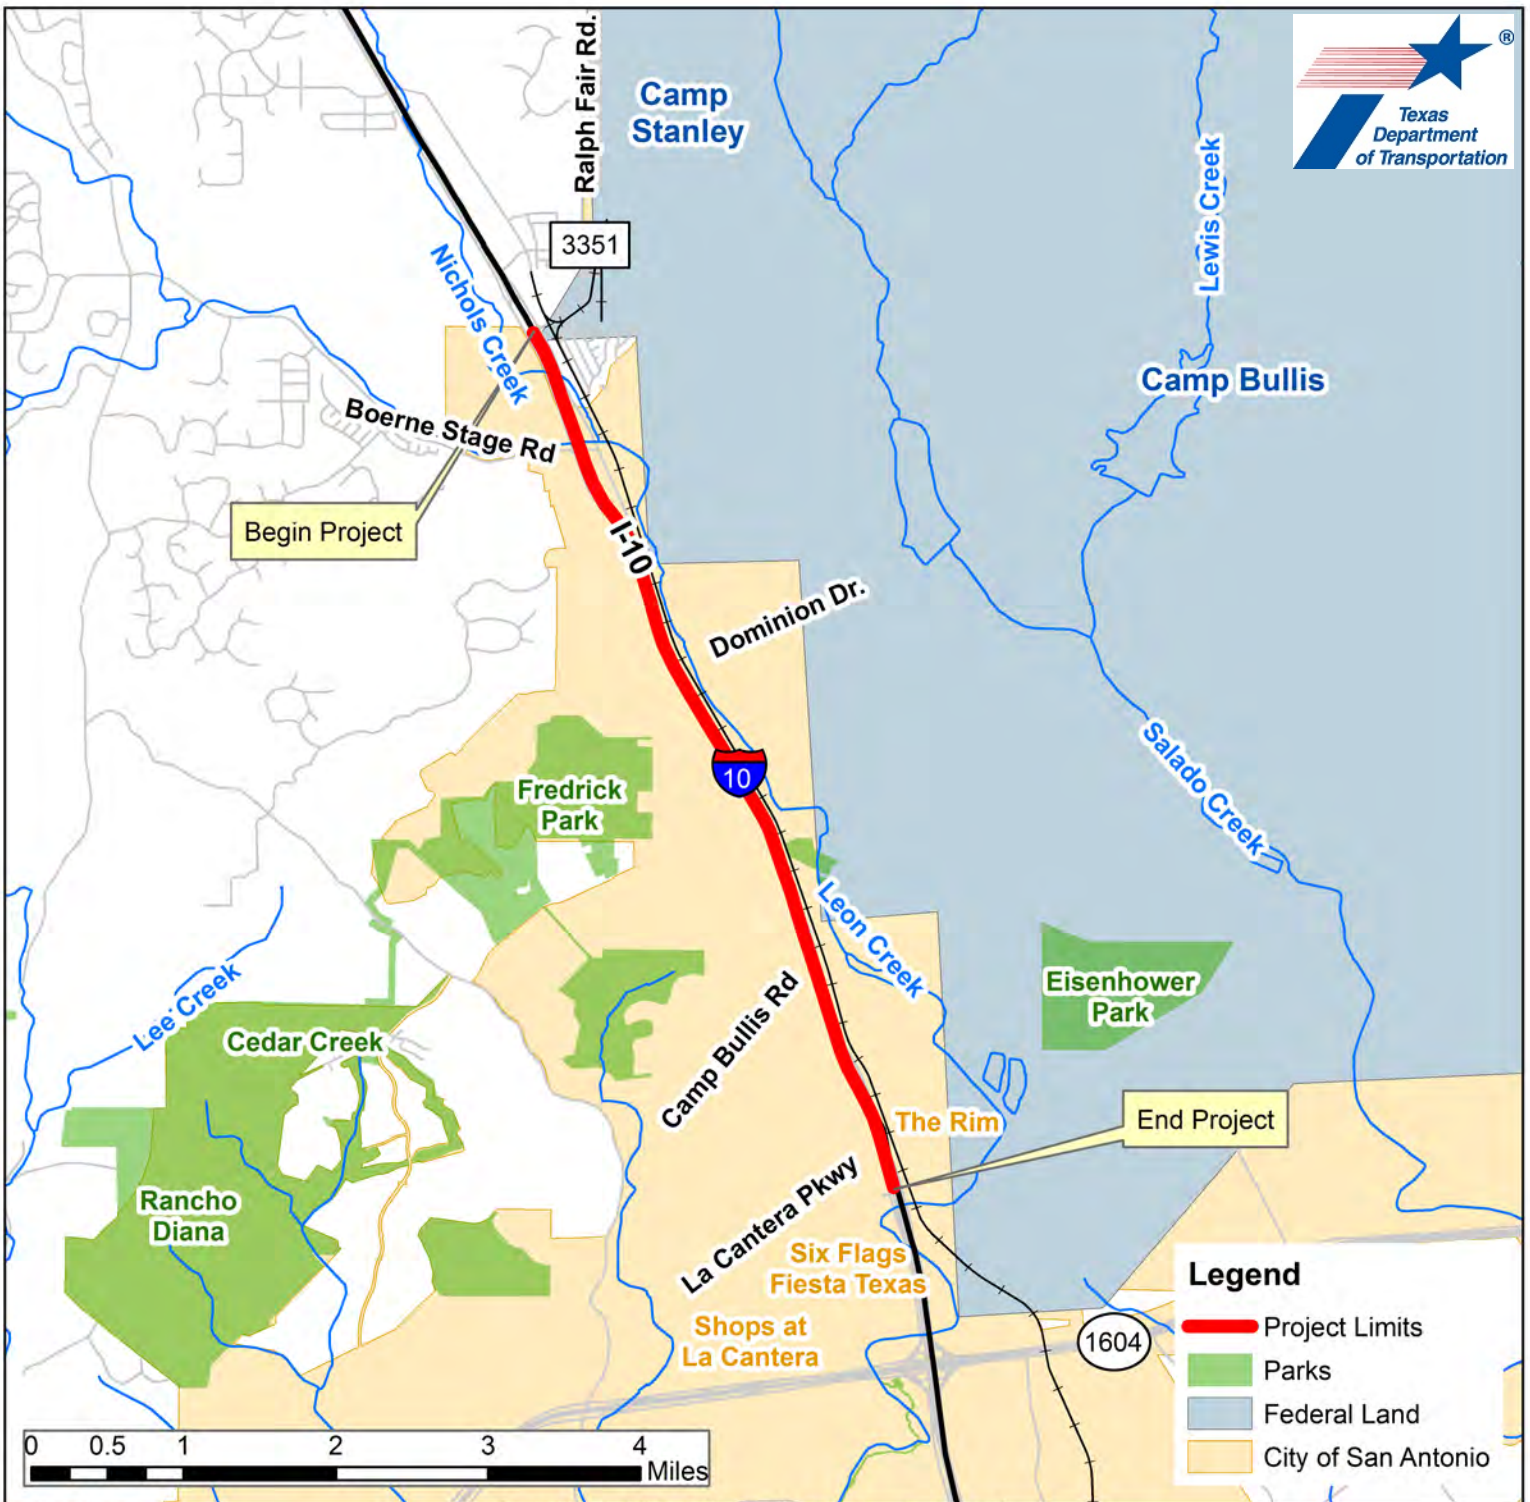 Ralph Fair Rd.
Camp
Stanley
®
Texas
Department
of Transportation
Lewis Creek
3351
Nichols Creek
Camp Bullis
Boerne Stage Rd
Begin Project
I-10
Dominion Dr.
10
Salado Creek
Fredrick
Park
Leon Creek
Eisenhower
Park
Lee Creek
Cedar Creek
Camp Bullis Rd
The Rim
End Project
Rancho
Diana
La Cantera Pkwy
Six Flags
Fiesta Texas
Shops at
La Cantera
1604
Legend
Project Limits
Parks
Federal Land
City of San Antonio
0 0.5 1 2 3 4
Miles